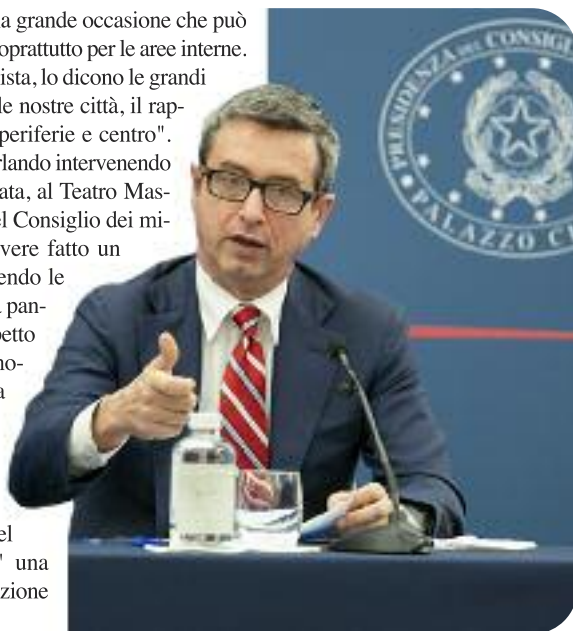 a grande occasione che può
oprattutto per le aree interne.
ista, lo dicono le grandi
le nostre città, il rap-
periferie e centro".
rlando intervenendo
ata, al Teatro Mas-
el Consiglio dei mi-
vere fatto un
endo le
pan-
petto
no-
a
el
" una
zione
PRESIDENZA DEL CONSIGLI
PALAZZO C